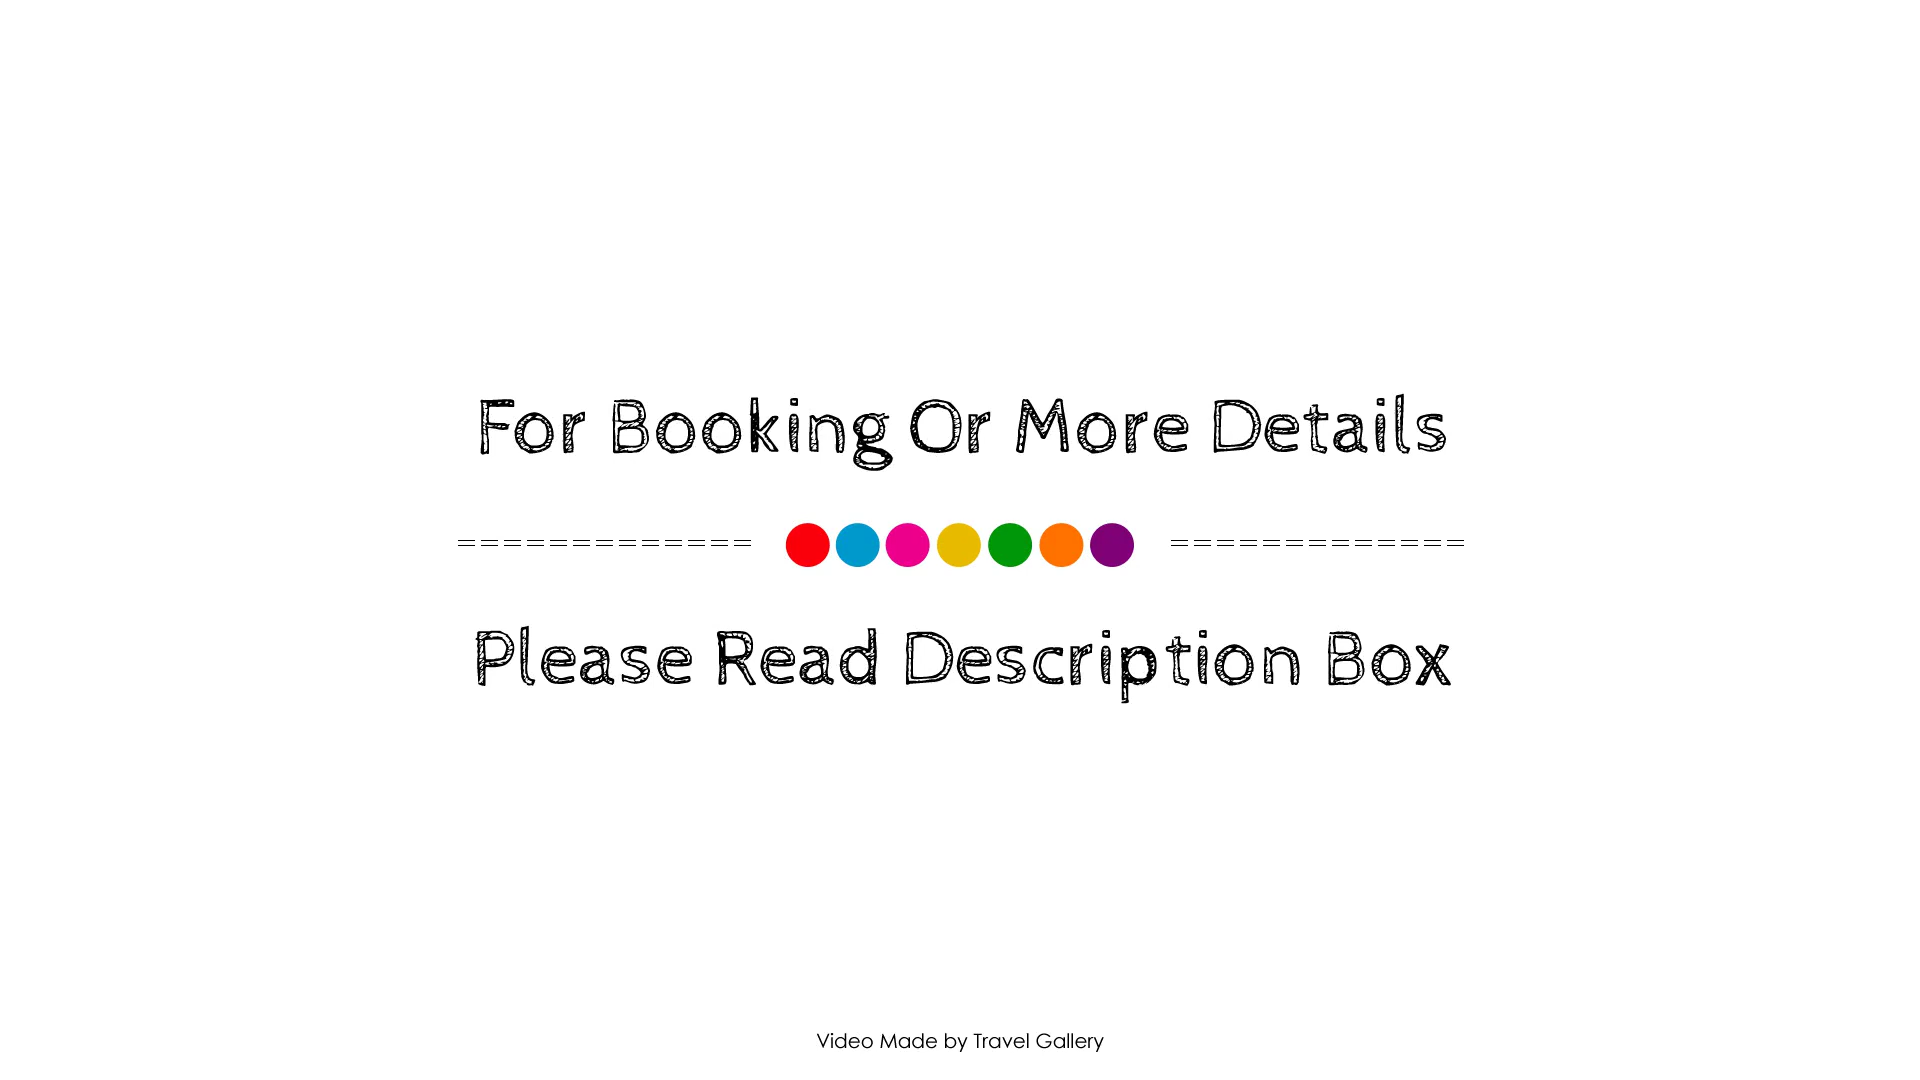 For Booking Or More Details
============= =============
Please Read Description Box
Video Made by Travel Gallery